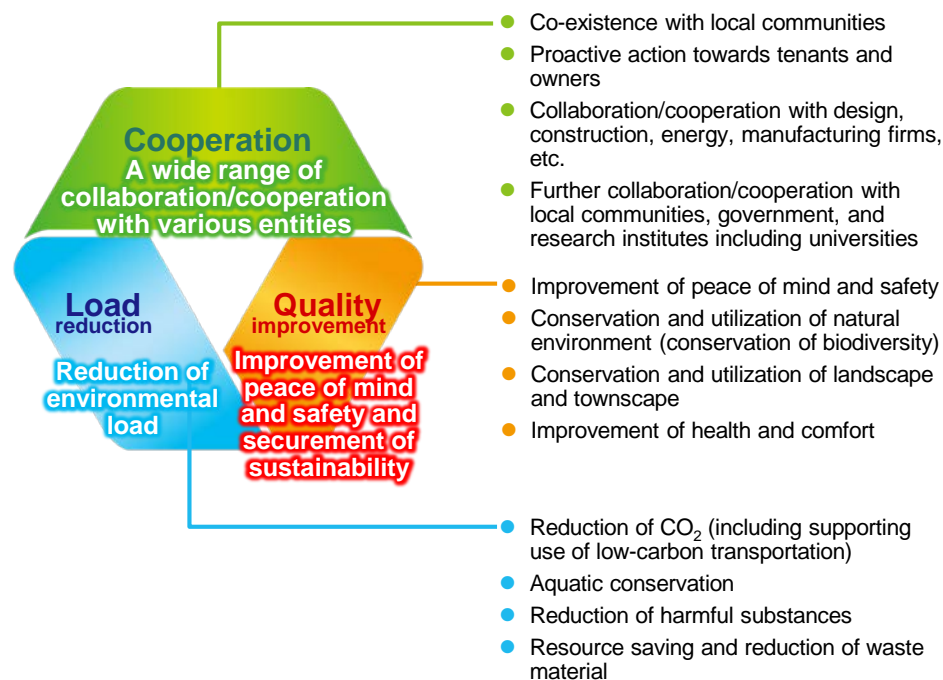 Cooperation
A wide range of
collaboration/cooperation
with various entities
Load
reduction
Reduction of
environmental
load
Quality
improvement
Improvement of
peace of mind
and safety and
securement of
sustainability
● Co-existence with local communities
● Proactive action towards tenants and
owners
● Collaboration/cooperation with design,
construction, energy, manufacturing firms,
etc.
● Further collaboration/cooperation with
local communities, government, and
research institutes including universities
● Improvement of peace of mind and safety
● Conservation and utilization of natural
environment (conservation of biodiversity)
● Conservation and utilization of landscape
and townscape
● Improvement of health and comfort
● Reduction of CO₂ (including supporting
use of low-carbon transportation)
● Aquatic conservation
● Reduction of harmful substances
● Resource saving and reduction of waste
material